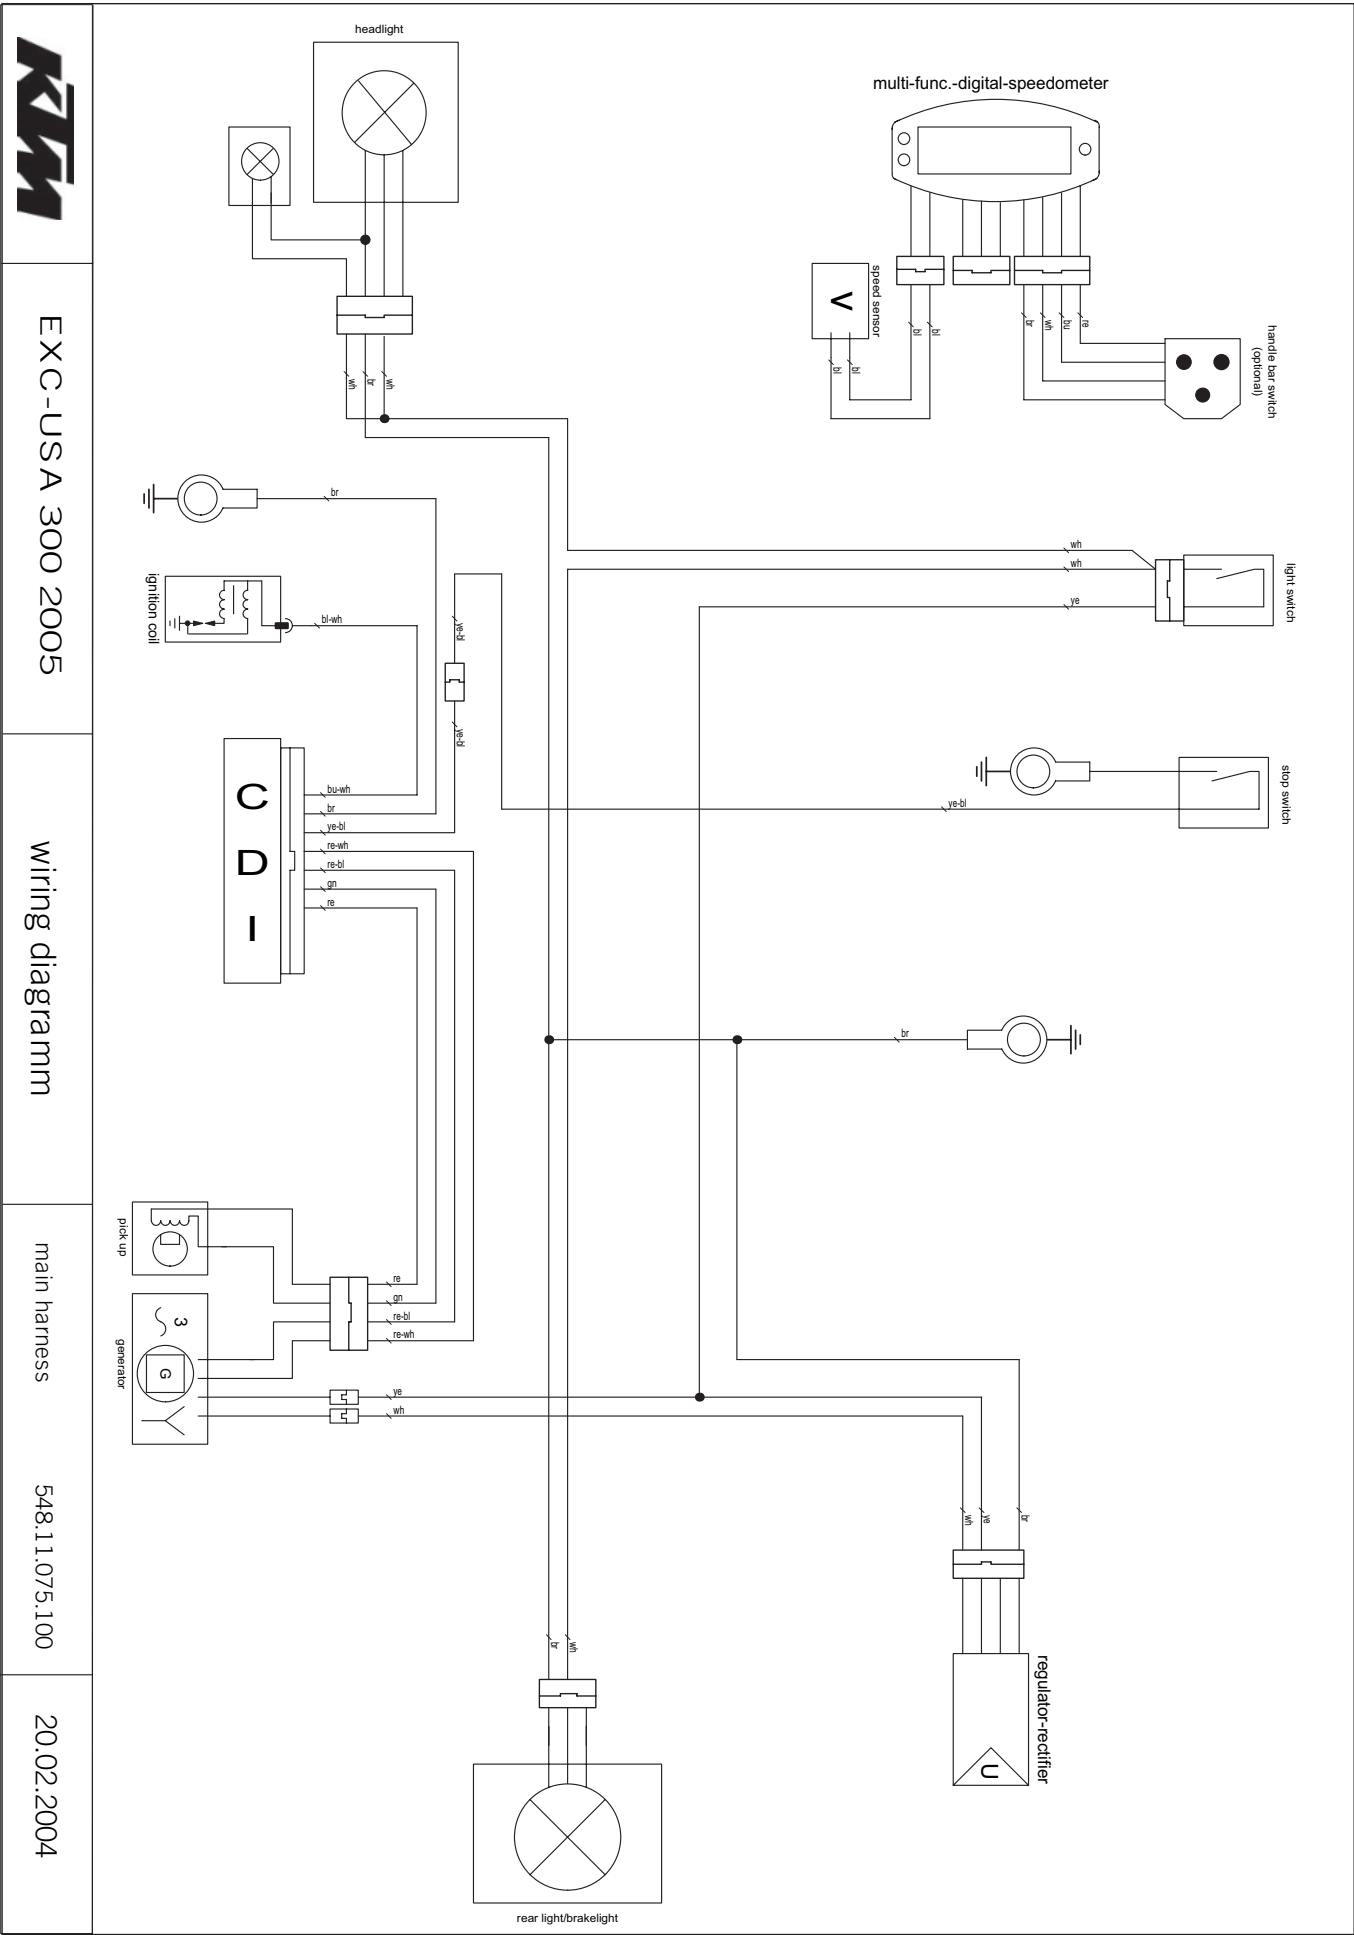 headlight
multi-func.-digital-speedometer
speed sensor
V
bl
bl
bl
bl
br
wh
bu
re
handle bar switch
(optional)
wh
br
wh
br
wh
wh
ye
light switch
ignition coil
bl-wh
ye-bl
ye-bl
stop switch
ye-bl
C
D
I
bu-wh
br
ye-bl
re-wh
re-bl
gn
re
br
pick up
generator
3
G
re
gn
re-bl
re-wh
ye
wh
wh
ye
br
regulator-rectifier
U
br
wh
rear light/brakelight
KTM
EXC-USA 300 2005
wiring diagramm
main harness
548.11.075.100
20.02.2004